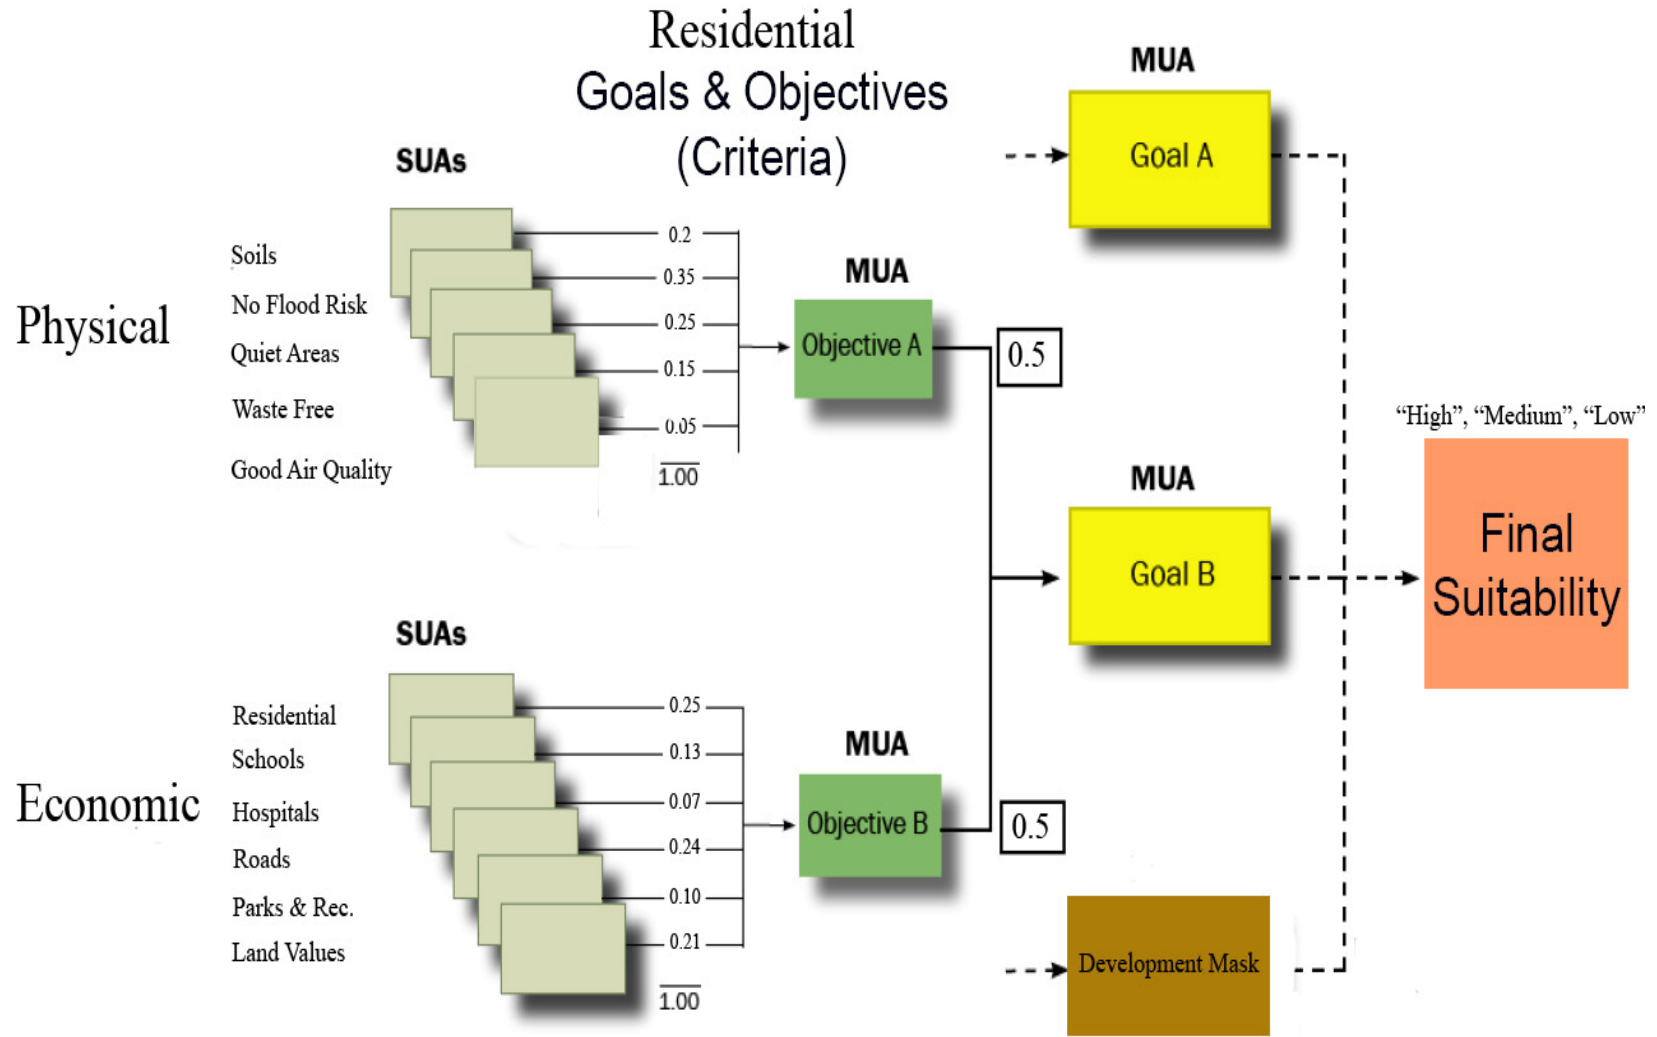 Residential
Goals & Objectives
(Criteria)
MUA
Goal A
SUAs
Physical
Soils
No Flood Risk
Quiet Areas
Waste Free
Good Air Quality
0.2
0.35
0.25
0.15
0.05
1.00
MUA
Objective A
0.5
MUA
Goal B
“High”, “Medium”, “Low”
Final
Suitability
SUAs
Economic
Residential
Schools
Hospitals
Roads
Parks & Rec.
Land Values
0.25
0.13
0.07
0.24
0.10
0.21
1.00
MUA
Objective B
0.5
Development Mask